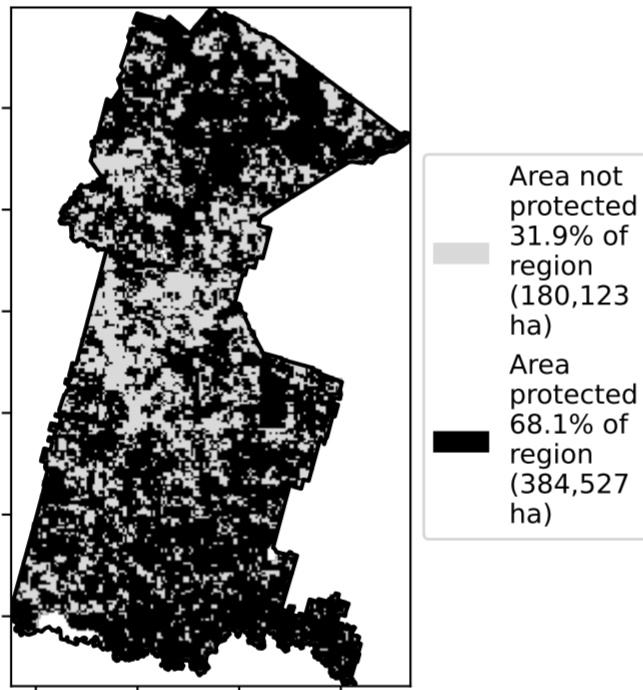 Area not
protected
31.9% of
region
(180,123
ha)
Area
protected
68.1% of
region
(384,527
ha)